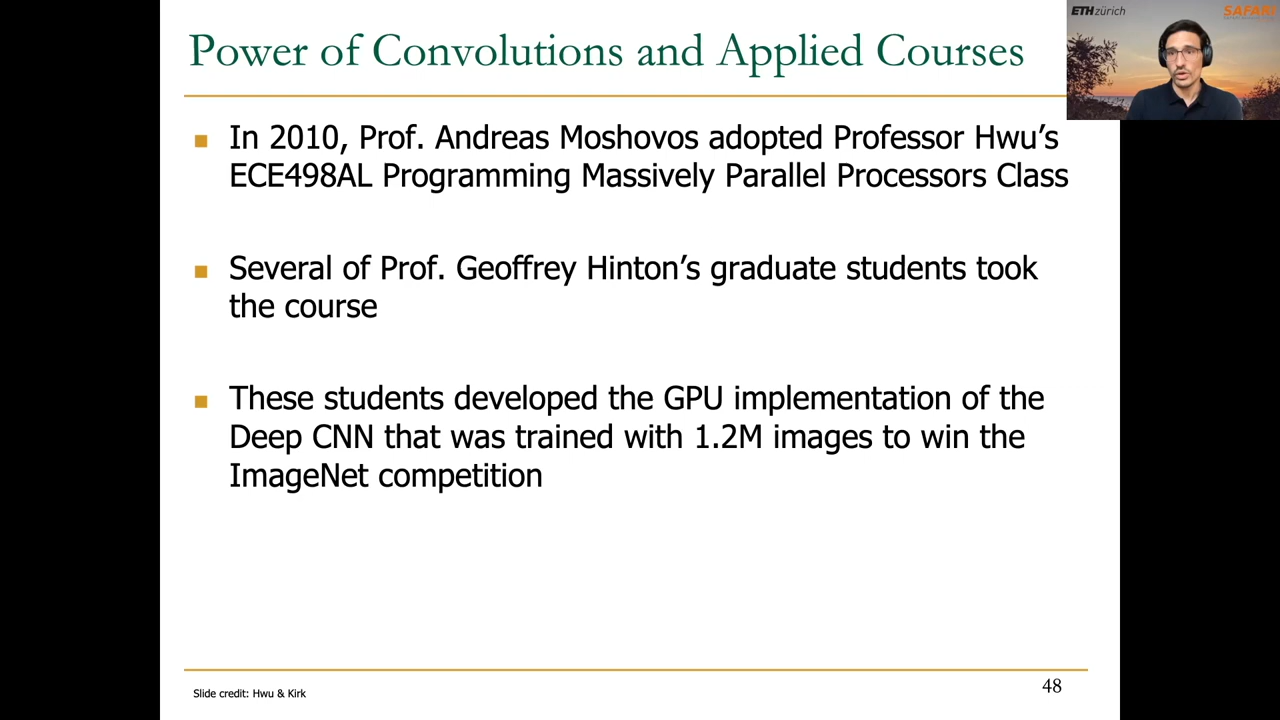 Power of Convolutions and Applied Courses
ETHzürich
SAFARI
■ In 2010, Prof. Andreas Moshovos adopted Professor Hwu's
ECE498AL Programming Massively Parallel Processors Class
■ Several of Prof. Geoffrey Hinton's graduate students took
the course
■ These students developed the GPU implementation of the
Deep CNN that was trained with 1.2M images to win the
ImageNet competition
Slide credit: Hwu & Kirk
48